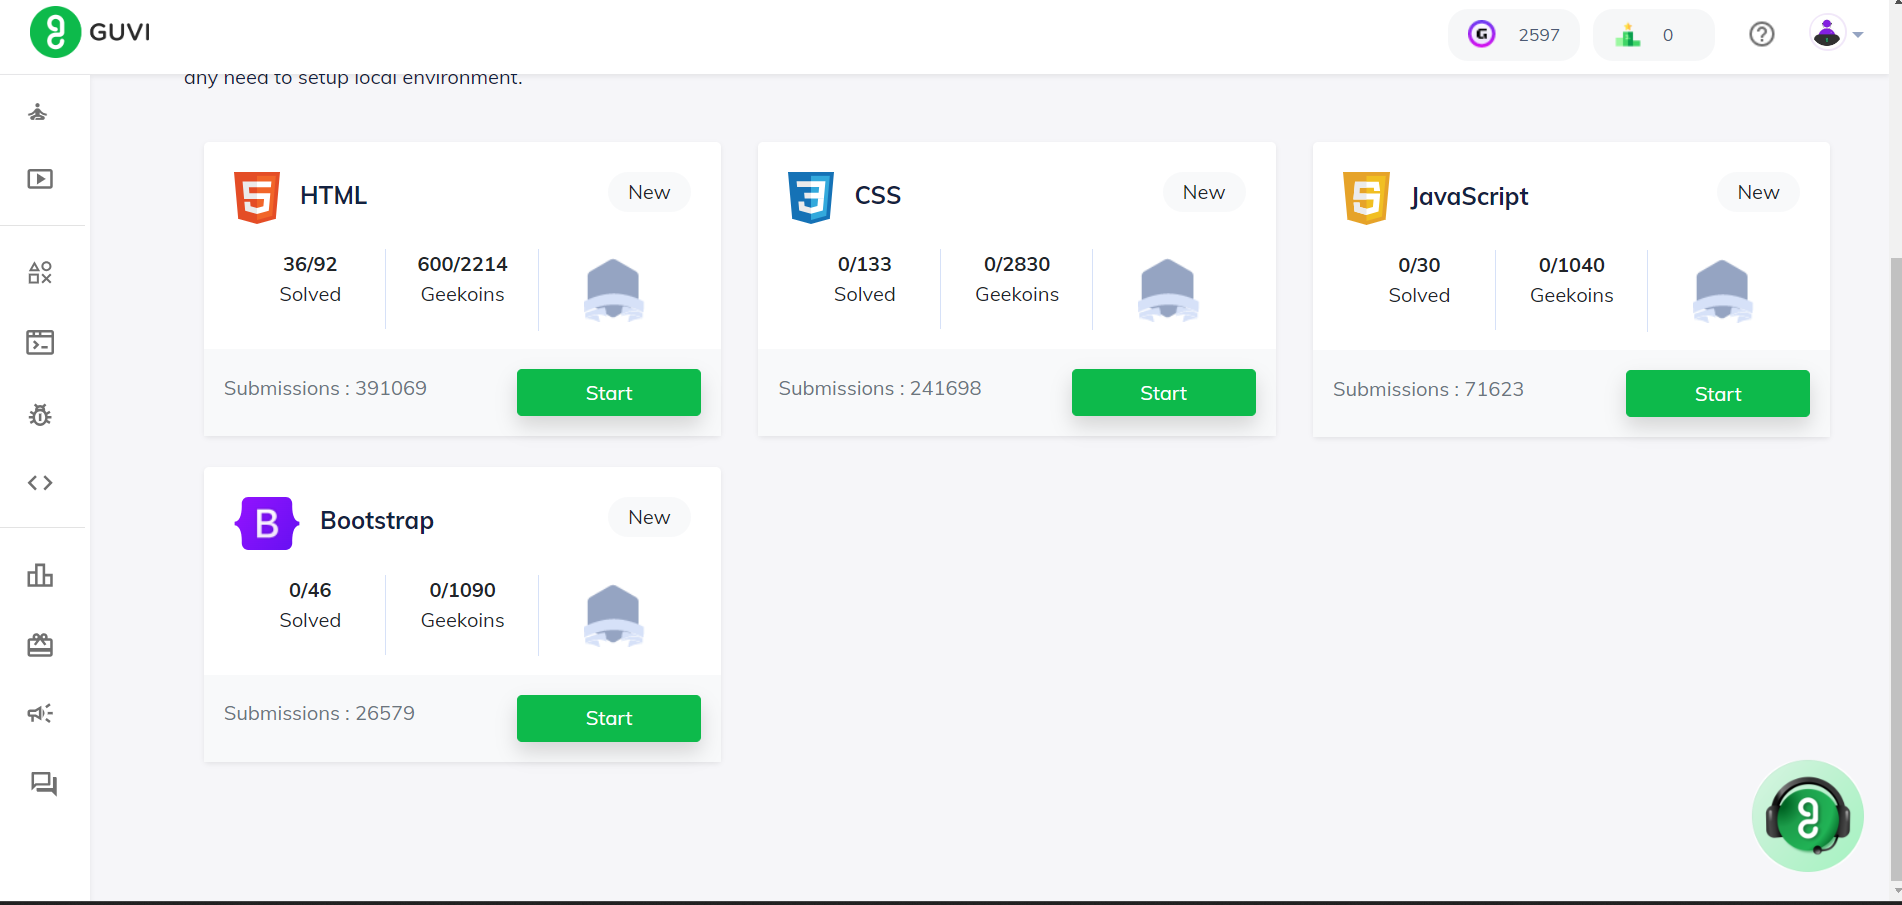 GUVI
2597
0
any need to setup local environment.
HTML
New
36/92
Solved
600/2214
Geekoins
Submissions : 391069
Start
CSS
New
0/133
Solved
0/2830
Geekoins
Submissions : 241698
Start
JavaScript
New
0/30
Solved
0/1040
Geekoins
Submissions : 71623
Start
Bootstrap
New
0/46
Solved
0/1090
Geekoins
Submissions : 26579
Start